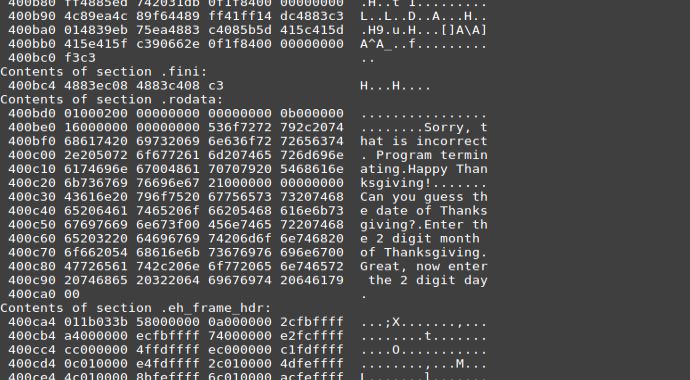 400b80 ff4885ed 742031db 0f1f8400 00000000 .H..t 1.........
400b90 4c89ea4c 89f64489 ff41ff14 dc4883c3 L..L..D..A...H..
400ba0 014839eb 75ea4883 c4085b5d 415c415d .H9.u.H...[]A\A]
400bb0 415e415f c390662e 0f1f8400 00000000 A^A_..f.........
400bc0 f3c3 ..
Contents of section .fini:
400bc4 4883ec08 4883c408 c3 H...H....
Contents of section .rodata:
400bd0 01000200 00000000 00000000 0b000000 ................
400be0 16000000 00000000 536f7272 792c2074 ........Sorry, t
400bf0 68617420 69732069 6e636f72 72656374 hat is incorrect
400c00 2e205072 6f677261 6d207465 726d696e . Program termin
400c10 6174696e 67004861 70707920 5468616e ating.Happy Than
400c20 6b736769 76696e67 21000000 00000000 ksgiving!.......
400c30 43616e20 796f7520 67756573 73207468 Can you guess th
400c40 65206461 7465206f 66205468 616e6b73 e date of Thanks
400c50 67697669 6e673f00 456e7465 72207468 giving?.Enter th
400c60 65203220 64696769 74206d6f 6e746820 e 2 digit month
400c70 6f662054 68616e6b 73676976 696e6700 of Thanksgiving.
400c80 47726561 742c206e 6f772065 6e746572 Great, now enter
400c90 20746865 20322064 69676974 20646179 the 2 digit day
400ca0 00 .
Contents of section .eh_frame_hdr:
400ca4 011b033b 58000000 0a000000 2cfbffff ...;X.......,...
400cb4 a4000000 ecfbffff 74000000 e2fcffff ........t.......
400cc4 cc000000 4ffdffff ec000000 c1fdffff ....O...........
400cd4 0c010000 e4fdffff 2c010000 4dfeffff ........,...M...
400ce4 4c010000 8bfeffff 6c010000 acfeffff L.......l.......